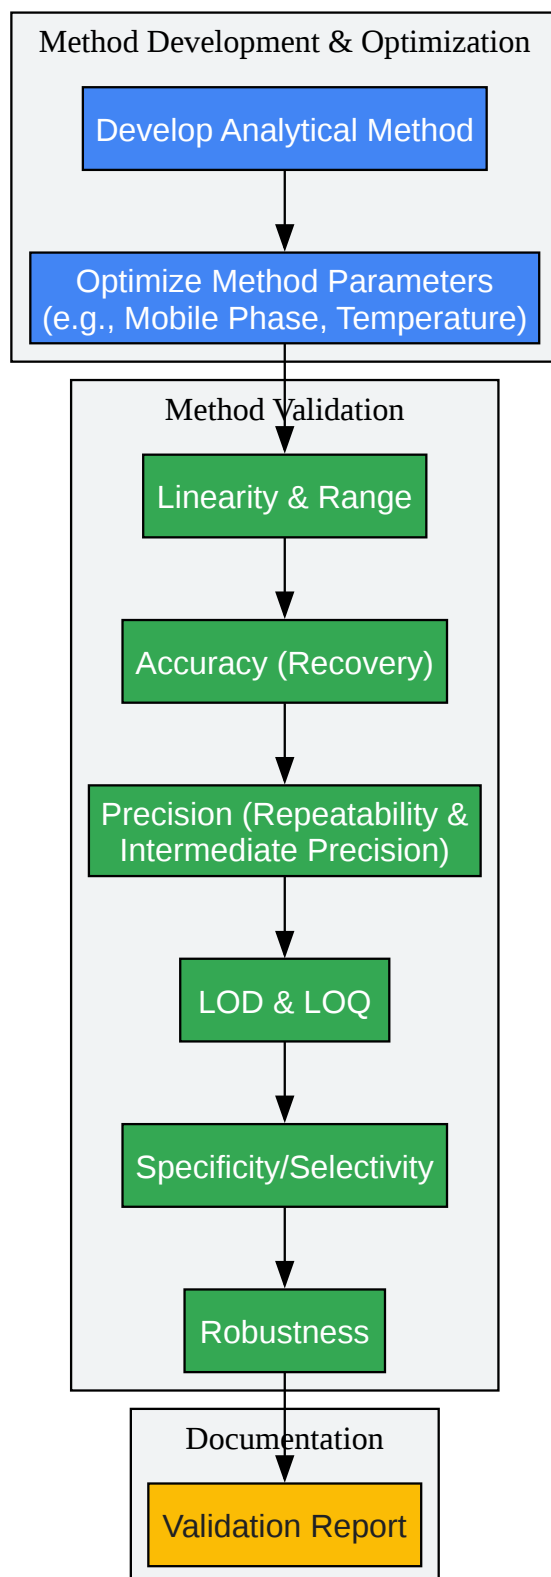 Method Development & Optimization
Develop Analytical Method
Optimize Method Parameters
(e.g., Mobile Phase, Temperature)
Method Validation
Linearity & Range
Accuracy (Recovery)
Precision (Repeatability &
Intermediate Precision)
LOD & LOQ
Specificity/Selectivity
Robustness
Documentation
Validation Report